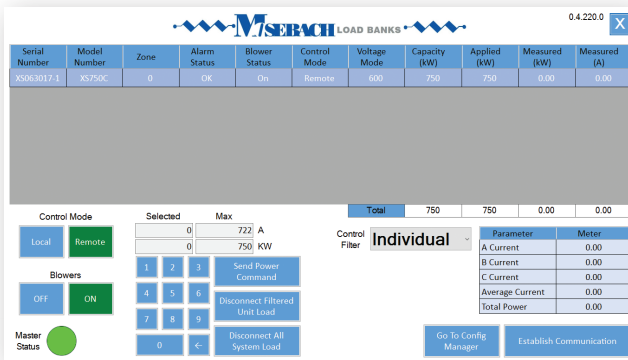 0.4.220.0
MISEBACH LOAD BANKS
X
Serial Number Model Number Zone Alarm Status Blower Status Control Mode Voltage Mode Capacity (kW) Applied (kW) Measured (kW) Measured (A)
XS063017-1 XS750C 0 OK On Remote 600 750 750 0.00 0.00
Total 750 750 0.00 0.00
Control Mode
Local Remote
Blowers
OFF ON
Master Status
Selected Max
0 722 A
0 750 KW
1 2 3 Send Power Command
4 5 6 Disconnect Filtered Unit Load
7 8 9
0 ← Disconnect All System Load
Control Filter Individual
Parameter Meter
A Current 0.00
B Current 0.00
C Current 0.00
Average Current 0.00
Total Power 0.00
Go To Config Manager Establish Communication